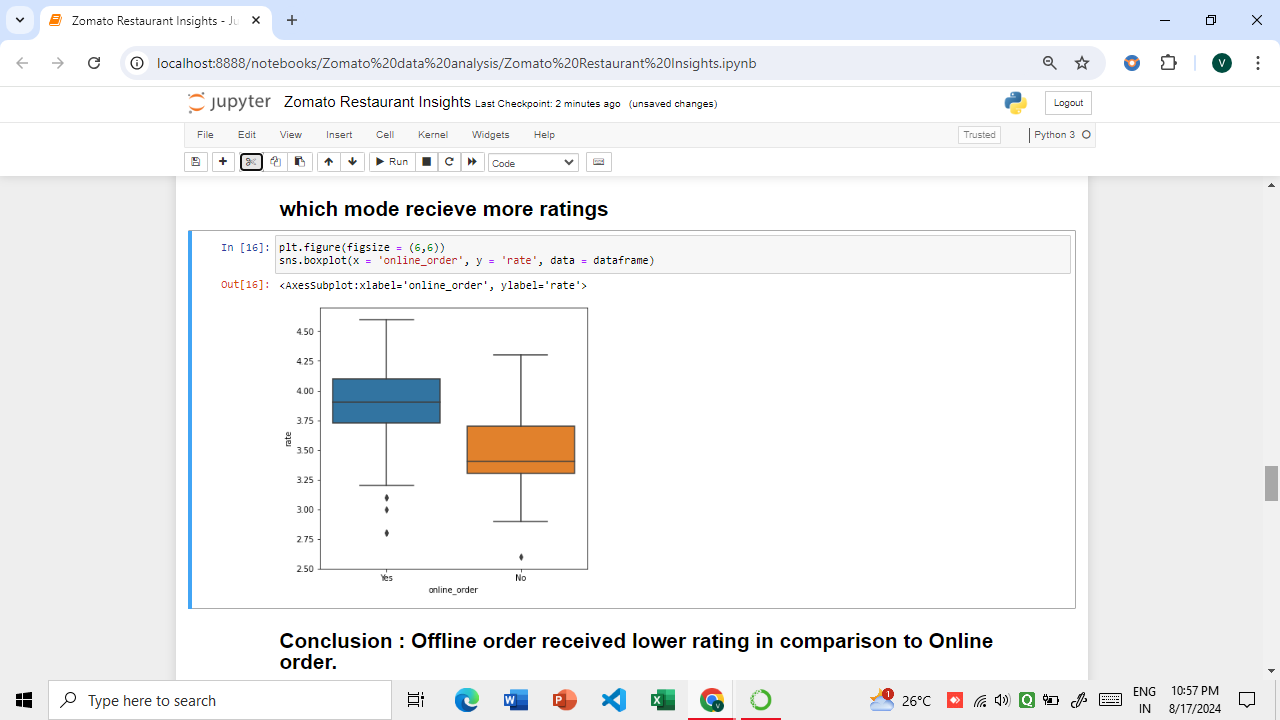 Zomato Restaurant Insights - Ju
localhost:8888/notebooks/Zomato%20data%20analysis/Zomato%20Restaurant%20Insights.ipynb
V
jupyter Zomato Restaurant Insights Last Checkpoint: 2 minutes ago (unsaved changes)
Logout
File Edit View Insert Cell Kernel Widgets Help
Trusted
Python 3
Run
Code
which mode recieve more ratings
In [16]: plt.figure(figsize = (6,6))
sns.boxplot(x = 'online_order', y = 'rate', data = dataframe)
Out[16]: <AxesSubplot:xlabel='online_order', ylabel='rate'>
4.50
4.25
4.00
3.75
rate
3.50
3.25
3.00
2.75
2.50
Yes No
online_order
Conclusion : Offline order received lower rating in comparison to Online
order.
Type here to search
1
26°C
ENG
IN
10:57 PM
8/17/2024